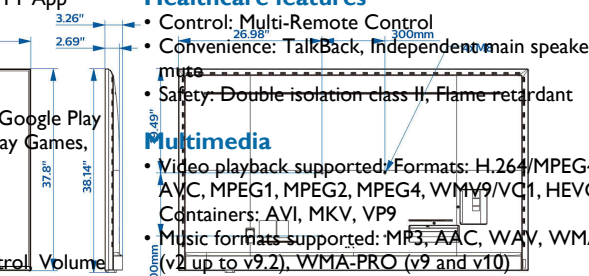 Healthcare features
• Control: Multi-Remote Control
• Convenience: TalkBack, Independent main speake
mute
• Safety: Double isolation class II, Flame retardant
Multimedia
• Video playback supported: Formats: H.264/MPEG4
AVC, MPEG1, MPEG2, MPEG4, WMV9/VC1, HEVC
Containers: AVI, MKV, VP9
• Music formats supported: MP3, AAC, WAV, WMA
(v2 up to v9.2), WMA-PRO (v9 and v10)
App
Google Play
ay Games,
trol, Volume
3.26"
2.69"
26.98"
300mm
37.8"
38.14"